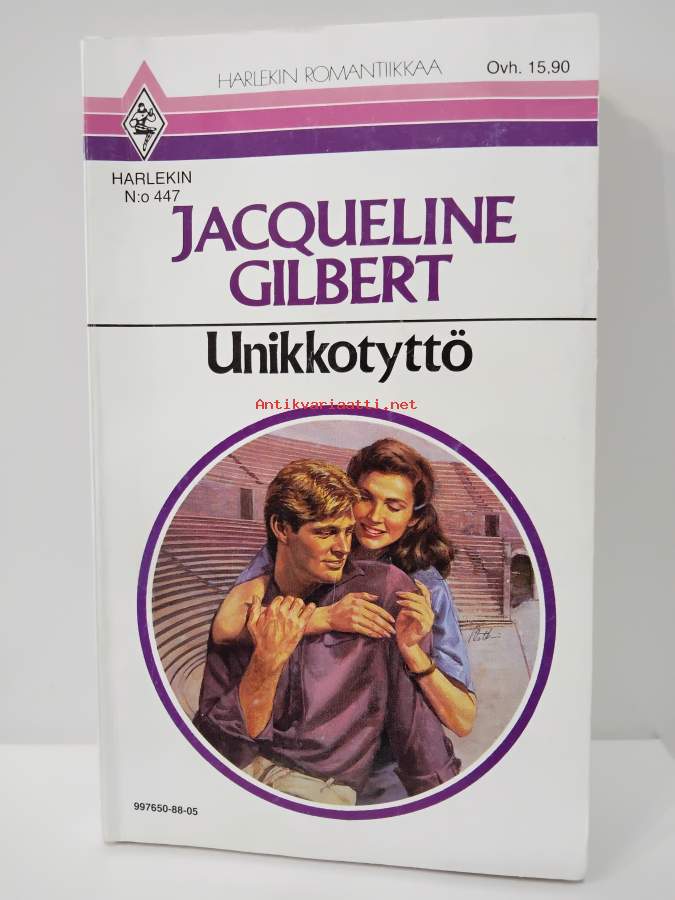 HARLEKIN ROMANTIIKKAA
Ovh. 15,90
HARLEKIN
N:o 447
JACQUELINE
GILBERT
Unikkotyttö
Antikvariaatti.net
997650-88-05